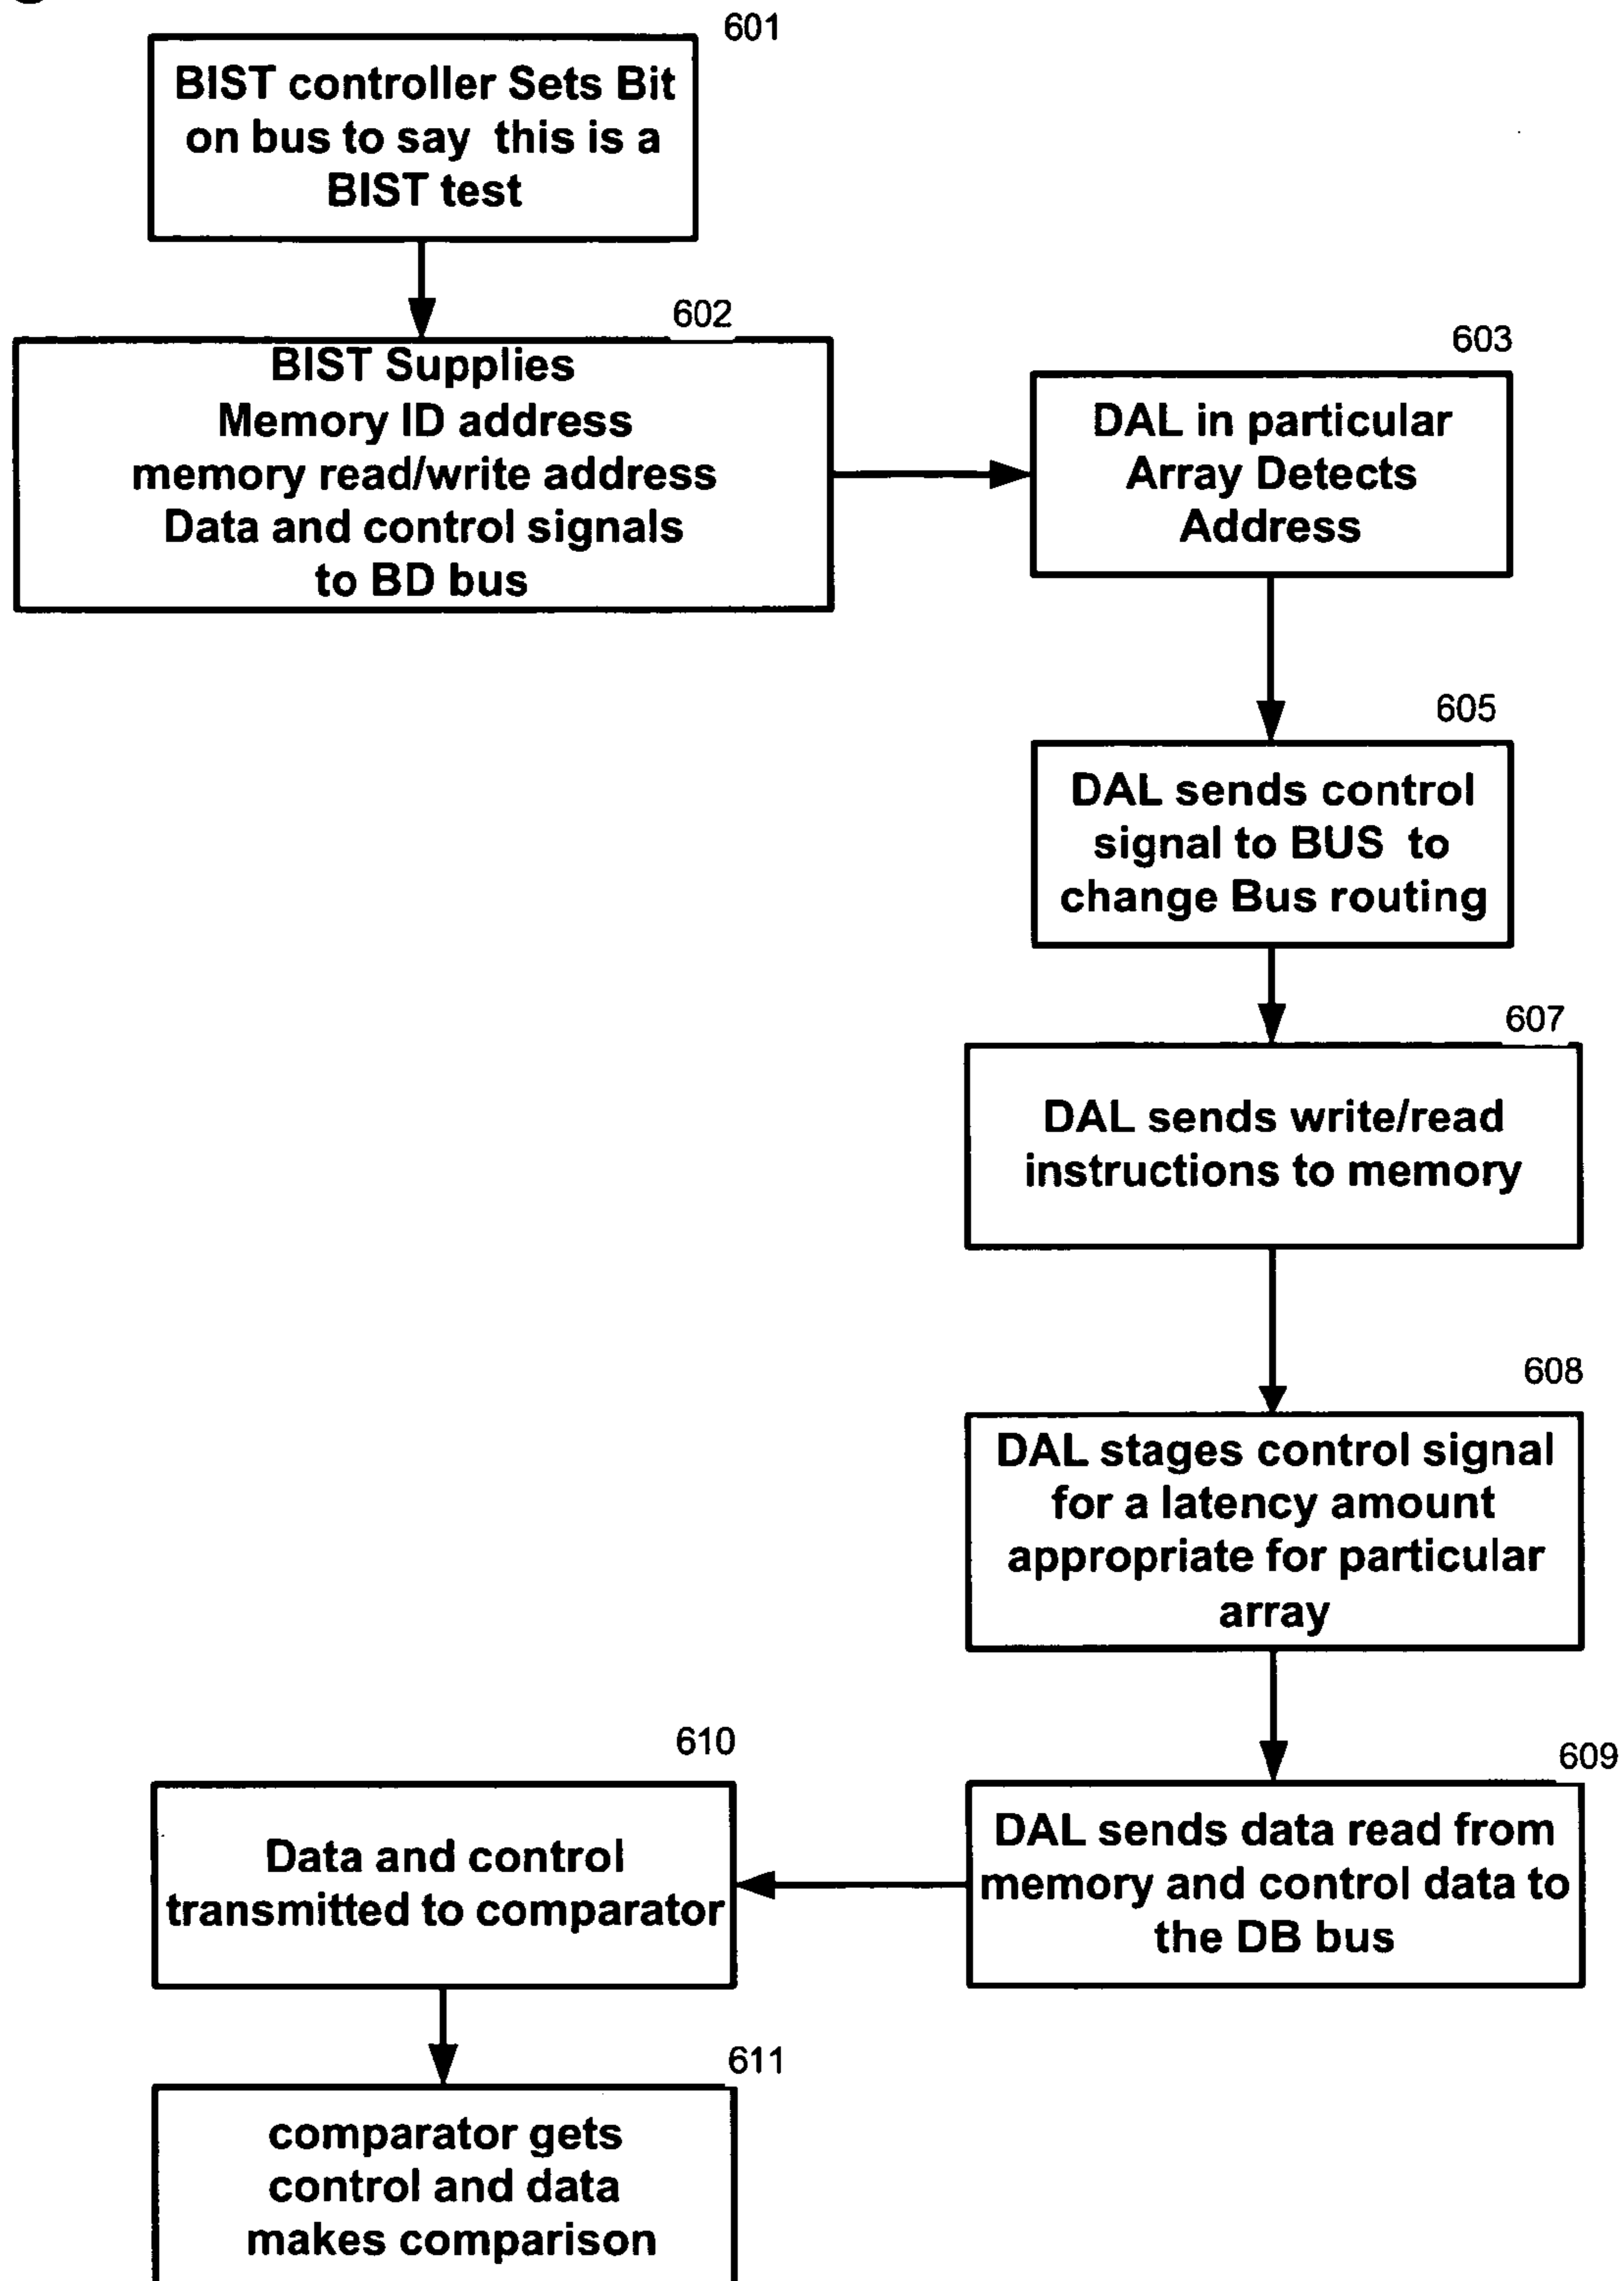 601
BIST controller Sets Bit
on bus to say this is a
BIST test
602
BIST Supplies
Memory ID address
memory read/write address
Data and control signals
to BD bus
603
DAL in particular
Array Detects
Address
605
DAL sends control
signal to BUS to
change Bus routing
607
DAL sends write/read
instructions to memory
608
DAL stages control signal
for a latency amount
appropriate for particular
array
609
DAL sends data read from
memory and control data to
the DB bus
610
Data and control
transmitted to comparator
611
comparator gets
control and data
makes comparison